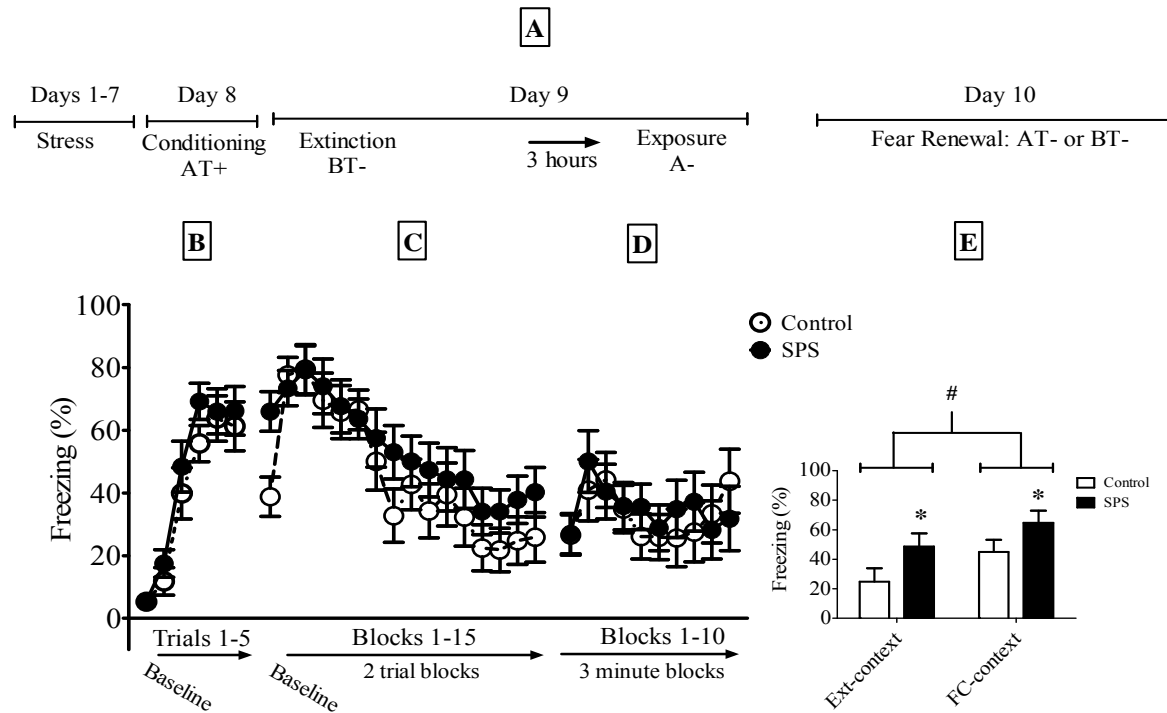 A
Days 1-7
Day 8
Day 9
Day 10
Stress
Conditioning
AT+
Extinction
BT-
3 hours
Exposure
A-
Fear Renewal: AT- or BT-
B
C
D
E
Freezing (%)
100
80
60
40
20
0
Control
SPS
Trials 1-5
Baseline
Blocks 1-15
2 trial blocks
Baseline
Blocks 1-10
3 minute blocks
#
Freezing (%)
100
80
60
40
20
0
*
*
Control
SPS
Ext-context
FC-context